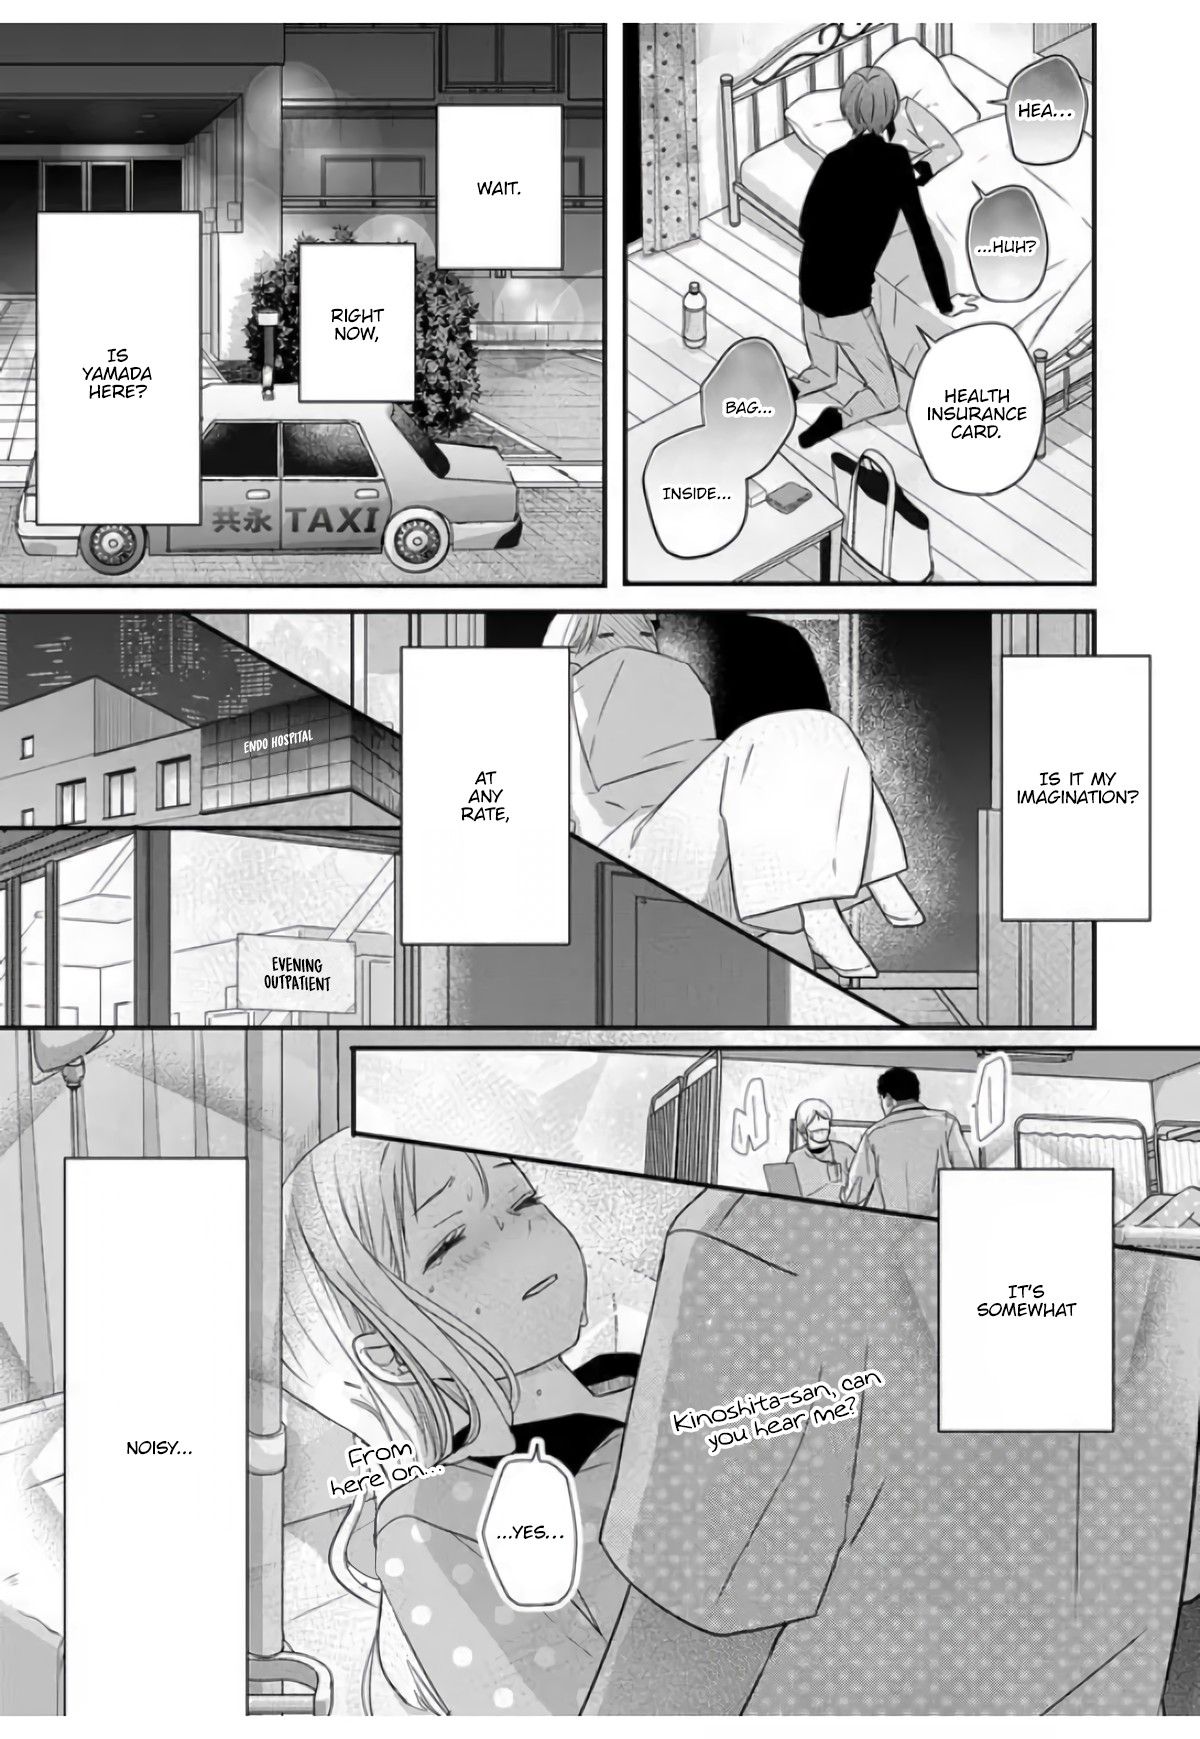 HEA...
...HUH?
HEALTH
INSURANCE
CARD.
BAG...
INSIDE...
WAIT.
RIGHT
NOW,
IS
YAMADA
HERE?
共永 TAXI
IS IT MY
IMAGINATION?
AT
ANY
RATE,
ENDO HOSPITAL
EVENING
OUTPATIENT
IT'S
SOMEWHAT
Kinoshita-san, can
you hear me?
...YES...
From
here on...
NOISY...